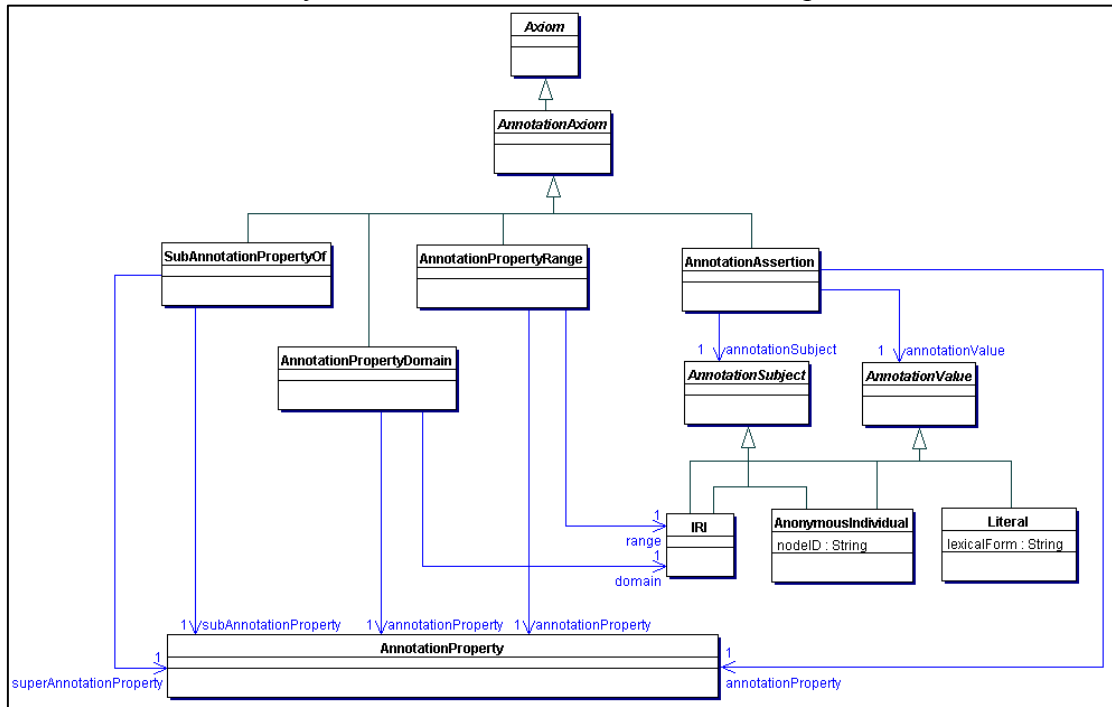 Axiom
AnnotationAxiom
SubAnnotationPropertyOf
AnnotationPropertyRange
AnnotationAssertion
AnnotationPropertyDomain
1 annotationSubject
1 annotationValue
AnnotationSubject
AnnotationValue
1
IRI
AnonymousIndividual
nodeID : String
Literal
lexicalForm : String
range
1
domain
1 subAnnotationProperty
1 annotationProperty
1 annotationProperty
AnnotationProperty
1
superAnnotationProperty
1
annotationProperty